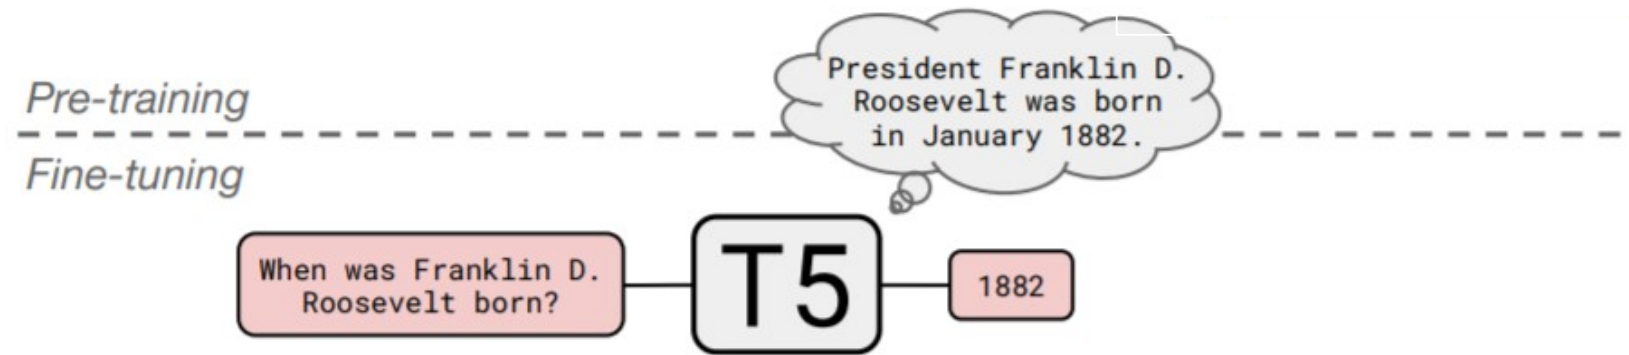 Pre-training
President Franklin D.
Roosevelt was born
in January 1882.
Fine-tuning
When was Franklin D.
Roosevelt born?
T5
1882